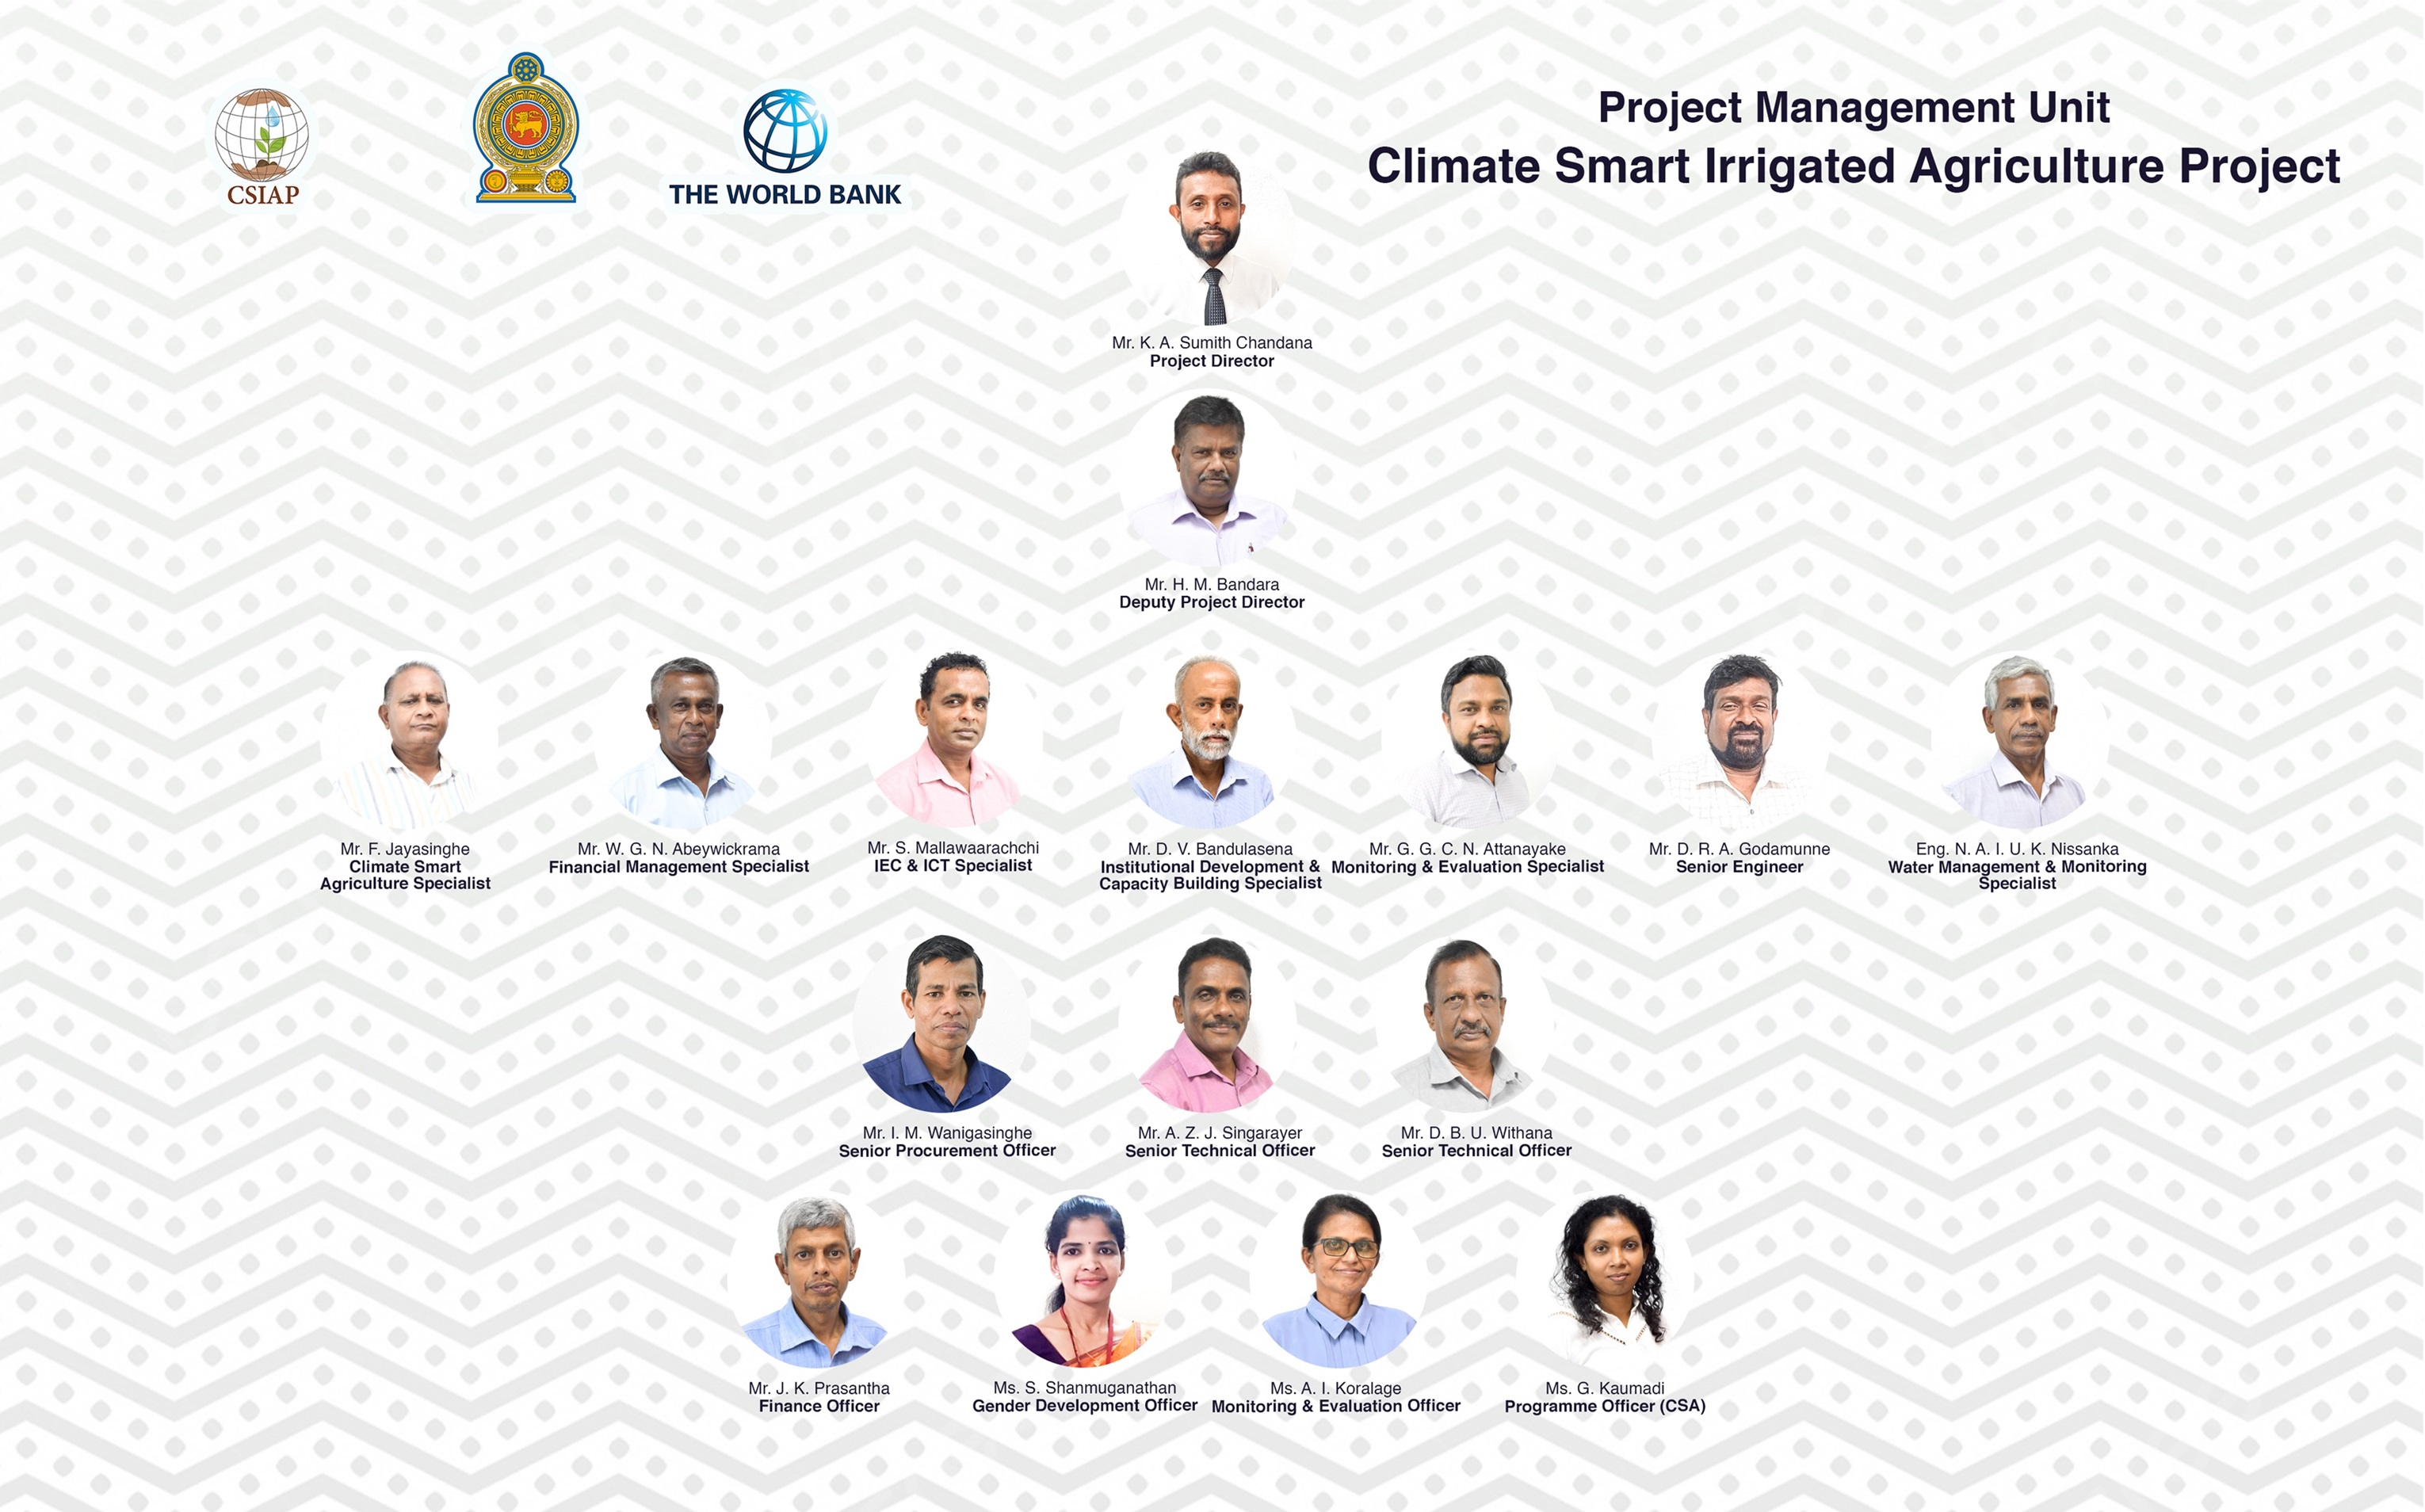 CSIAP
THE WORLD BANK
Project Management Unit
Climate Smart Irrigated Agriculture Project
Mr. K. A. Sumith Chandana
Project Director
Mr. H. M. Bandara
Deputy Project Director
Mr. F. Jayasinghe
Climate Smart
Agriculture Specialist
Mr. W. G. N. Abeywickrama
Financial Management Specialist
Mr. S. Mallawaarachchi
IEC & ICT Specialist
Mr. D. V. Bandulasena
Institutional Development &
Capacity Building Specialist
Mr. G. G. C. N. Attanayake
Monitoring & Evaluation Specialist
Mr. D. R. A. Godamunne
Senior Engineer
Eng. N. A. I. U. K. Nissanka
Water Management & Monitoring
Specialist
Mr. I. M. Wanigasinghe
Senior Procurement Officer
Mr. A. Z. J. Singarayer
Senior Technical Officer
Mr. D. B. U. Withana
Senior Technical Officer
Mr. J. K. Prasantha
Finance Officer
Ms. S. Shanmuganathan
Gender Development Officer
Ms. A. I. Koralage
Monitoring & Evaluation Officer
Ms. G. Kaumadi
Programme Officer (CSA)